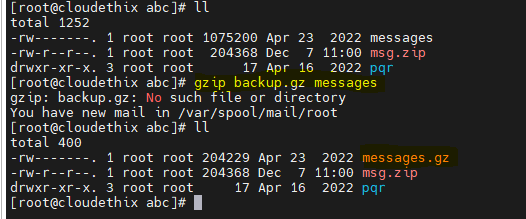 [root@cloudethix abc]# ll
total 1252
-rw-------. 1 root root 1075200 Apr 23  2022 messages
-rw-r--r--. 1 root root  204368 Dec  7 11:00 msg.zip
drwxr-xr-x. 3 root root      17 Apr 16  2022 pqr
[root@cloudethix abc]# gzip backup.gz messages
gzip: backup.gz: No such file or directory
You have new mail in /var/spool/mail/root
[root@cloudethix abc]# ll
total 400
-rw-------. 1 root root 204229 Apr 23  2022 messages.gz
-rw-r--r--. 1 root root 204368 Dec  7 11:00 msg.zip
drwxr-xr-x. 3 root root     17 Apr 16  2022 pqr
[root@cloudethix abc]#